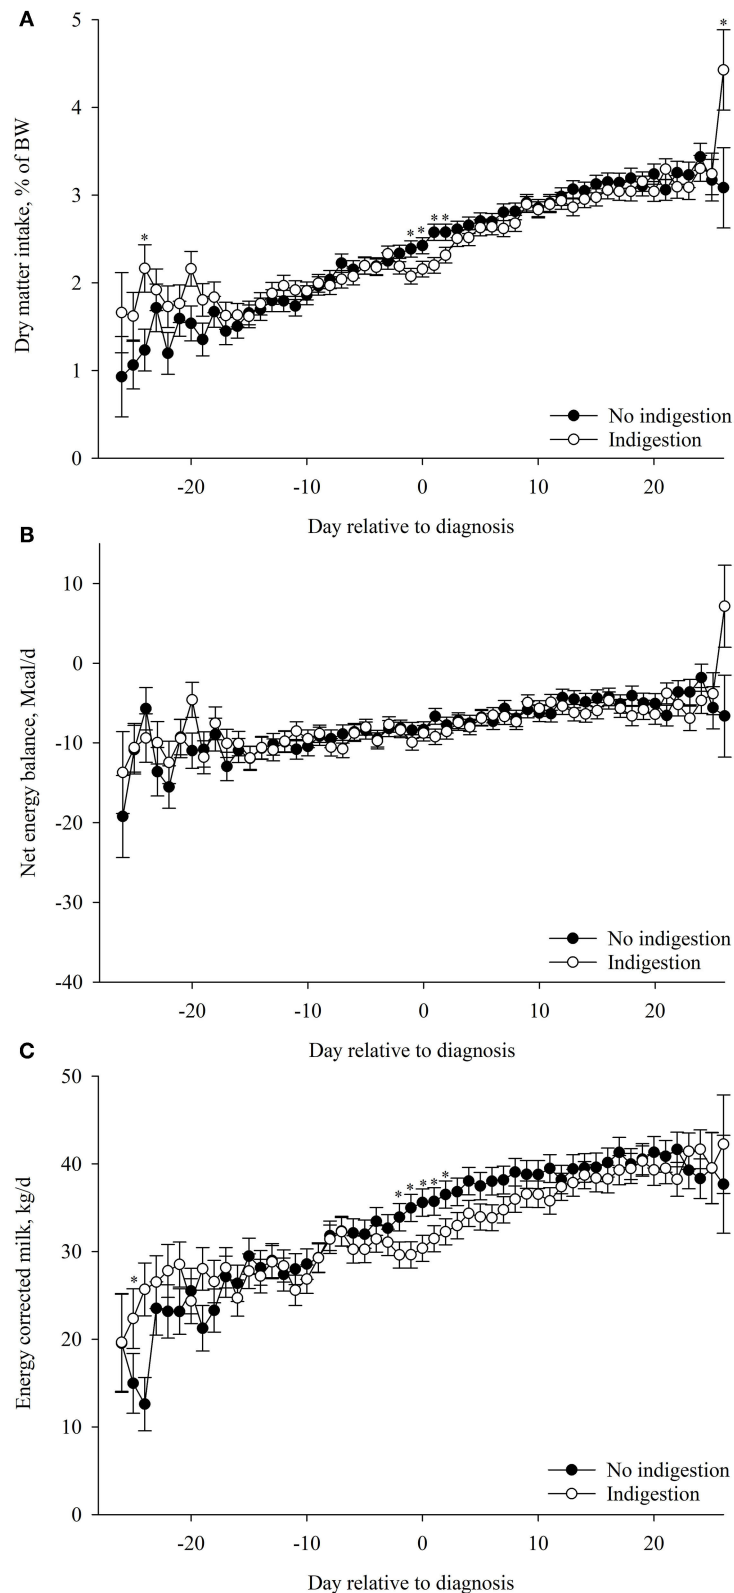 A
5
4
3
2
1
0
Dry matter intake, % of BW
*
* *
* *
*
No indigestion
Indigestion
-20 -10 0 10 20
Day relative to diagnosis
B
10
0
-10
-20
-30
-40
Net energy balance, Mcal/d
No indigestion
Indigestion
-20 -10 0 10 20
Day relative to diagnosis
C
50
40
30
20
10
0
Energy corrected milk, kg/d
*
* * * * *
No indigestion
Indigestion
-20 -10 0 10 20
Day relative to diagnosis